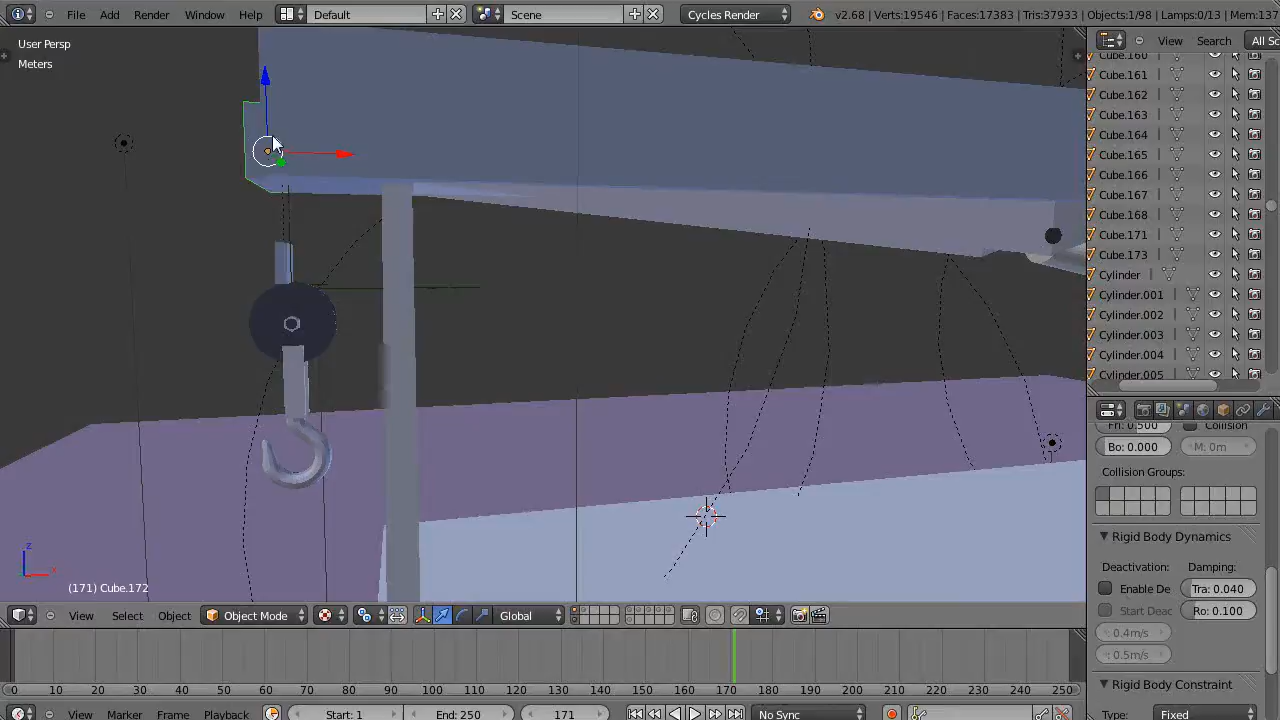 File Add Render Window Help Default Scene Cycles Render v2.68 | Verts:19546 | Faces:17383 | Tris:37933 | Objects:1/98 | Lamps:0/13 | Mem:137
User Persp
Meters
View Search All Sc
Cube.160
Cube.161
Cube.162
Cube.163
Cube.164
Cube.165
Cube.166
Cube.167
Cube.168
Cube.171
Cube.173
Cylinder
Cylinder.001
Cylinder.002
Cylinder.003
Cylinder.004
Cylinder.005
z
x
(171) Cube.172
Fri: 0.500 Collision
Bo: 0.000 M: 0m
Collision Groups:
Rigid Body Dynamics
Deactivation: Damping:
Enable De Tra: 0.040
Start Deac Ro: 0.100
: 0.4m/s
: 0.5m/s
Rigid Body Constraint
Type: Fixed
View Select Object Object Mode Global
0 10 20 30 40 50 60 70 80 90 100 110 120 130 140 150 160 170 180 190 200 210 220 230 240 250
View Marker Frame Playback Start: 1 End: 250 171 No Sync